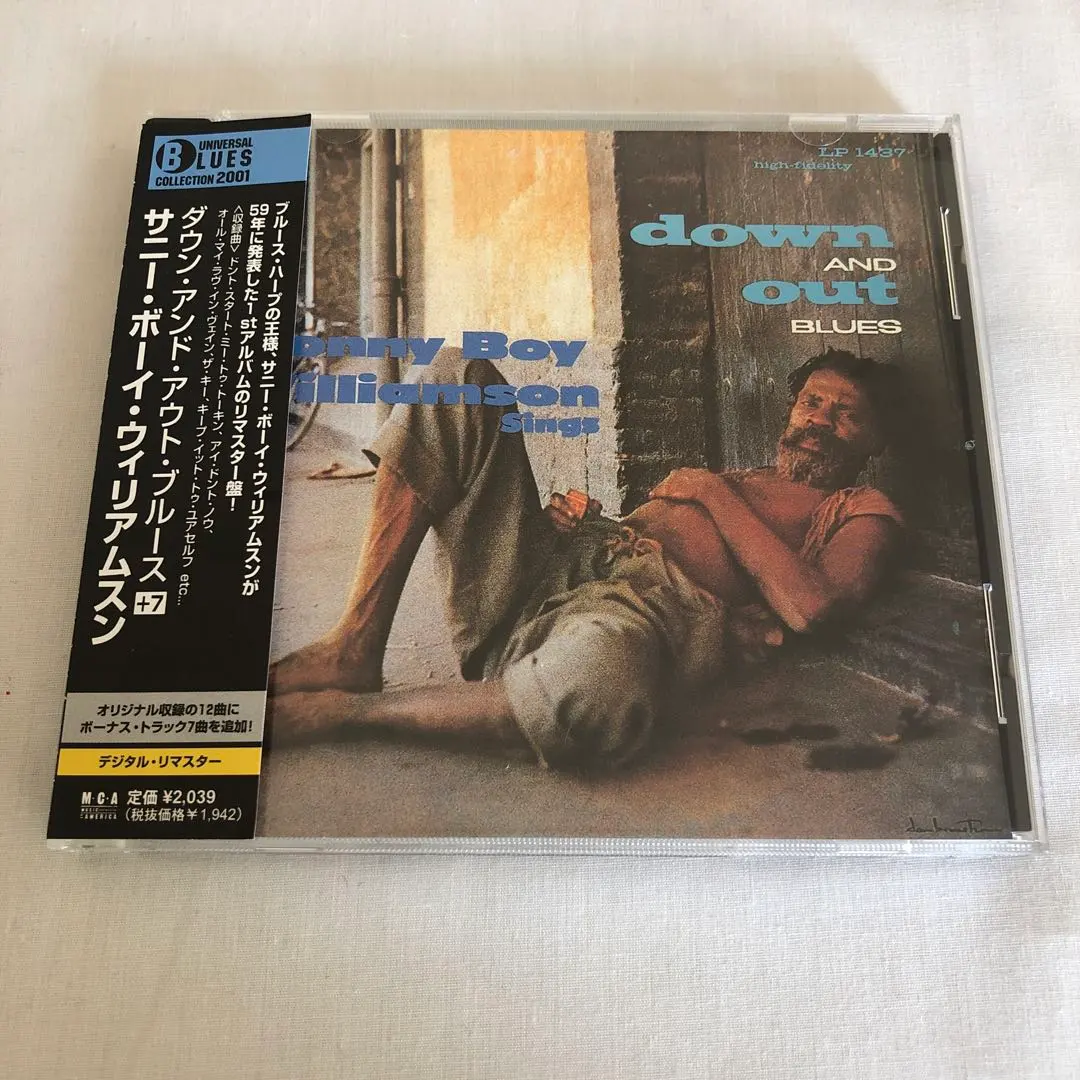 B UNIVERSAL
BLUES
COLLECTION 2001
ブルース・ハープの王様、サニー・ボーイ・ウィリアムスンが
59年に発表した1stアルバムのリマスター盤!
<収録曲> ドント・スタート・ミー・トゥ・トーキン、アイ・ドント・ノウ、
オール・マイ・ラヴ・イン・ヴェイン、ザ・キー、キープ・イット・トゥ・ユアセルフ etc...
ダウン・アンド・アウト・ブルース +7
サニー・ボーイ・ウィリアムスン
オリジナル収録の12曲に
ボーナス・トラック7曲を追加!
デジタル・リマスター
M・C・A 定価 ¥2,039
MUSIC AMERICA (税抜価格¥1,942)
LP 1437
high-fidelity
down
AND
out
BLUES
onny Boy
illiamson
Sings